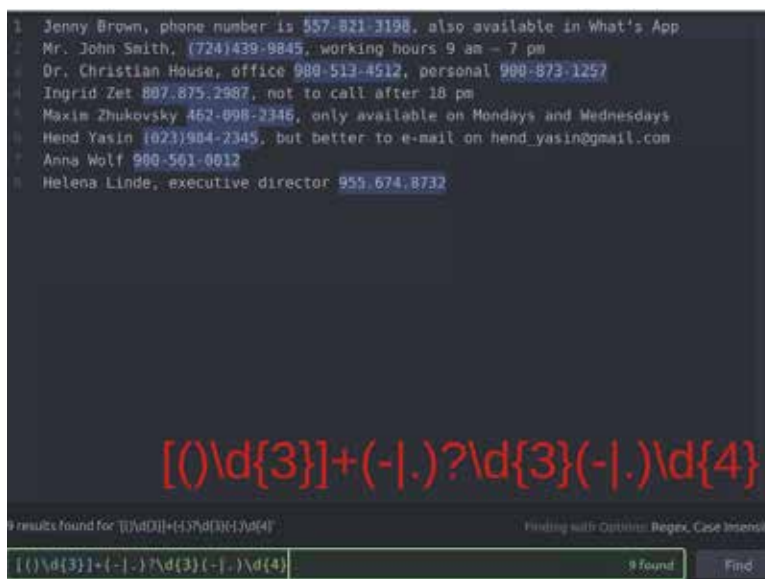 1 Jenny Brown, phone number is 557-821-3198, also available in What's App
2 Mr. John Smith, (724)439-9845, working hours 9 am – 7 pm
3 Dr. Christian House, office 900-513-4512, personal 900-873-1257
4 Ingrid Zet 807.875.2987, not to call after 18 pm
5 Maxim Zhukovsky 462-098-2346, only available on Mondays and Wednesdays
6 Hend Yasin (023)984-2345, but better to e-mail on hend_yasin@gmail.com
7 Anna Wolf 900-561-0012
8 Helena Linde, executive director 955.674.8732
[()\d{3}]+(-|.)?\d{3}(-|.)\d{4}
9 results found for '[()\d{3}]+(-|.)?\d{3}(-|.)\d{4}' Finding with Options: Regex, Case Insensi
[()\d{3}]+(-|.)?\d{3}(-|.)\d{4} 9 found Find